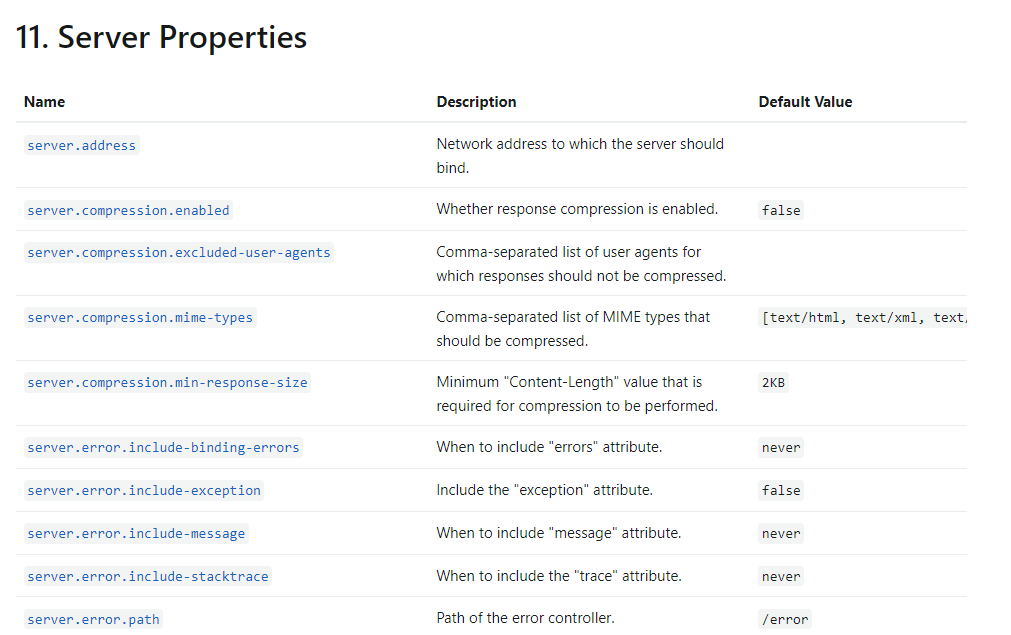 11. Server Properties
Name Description Default Value
server.address Network address to which the server should
bind.
server.compression.enabled Whether response compression is enabled. false
server.compression.excluded-user-agents Comma-separated list of user agents for
which responses should not be compressed.
server.compression.mime-types Comma-separated list of MIME types that [text/html, text/xml, text/
should be compressed.
server.compression.min-response-size Minimum "Content-Length" value that is 2KB
required for compression to be performed.
server.error.include-binding-errors When to include "errors" attribute. never
server.error.include-exception Include the "exception" attribute. false
server.error.include-message When to include "message" attribute. never
server.error.include-stacktrace When to include the "trace" attribute. never
server.error.path Path of the error controller. /error